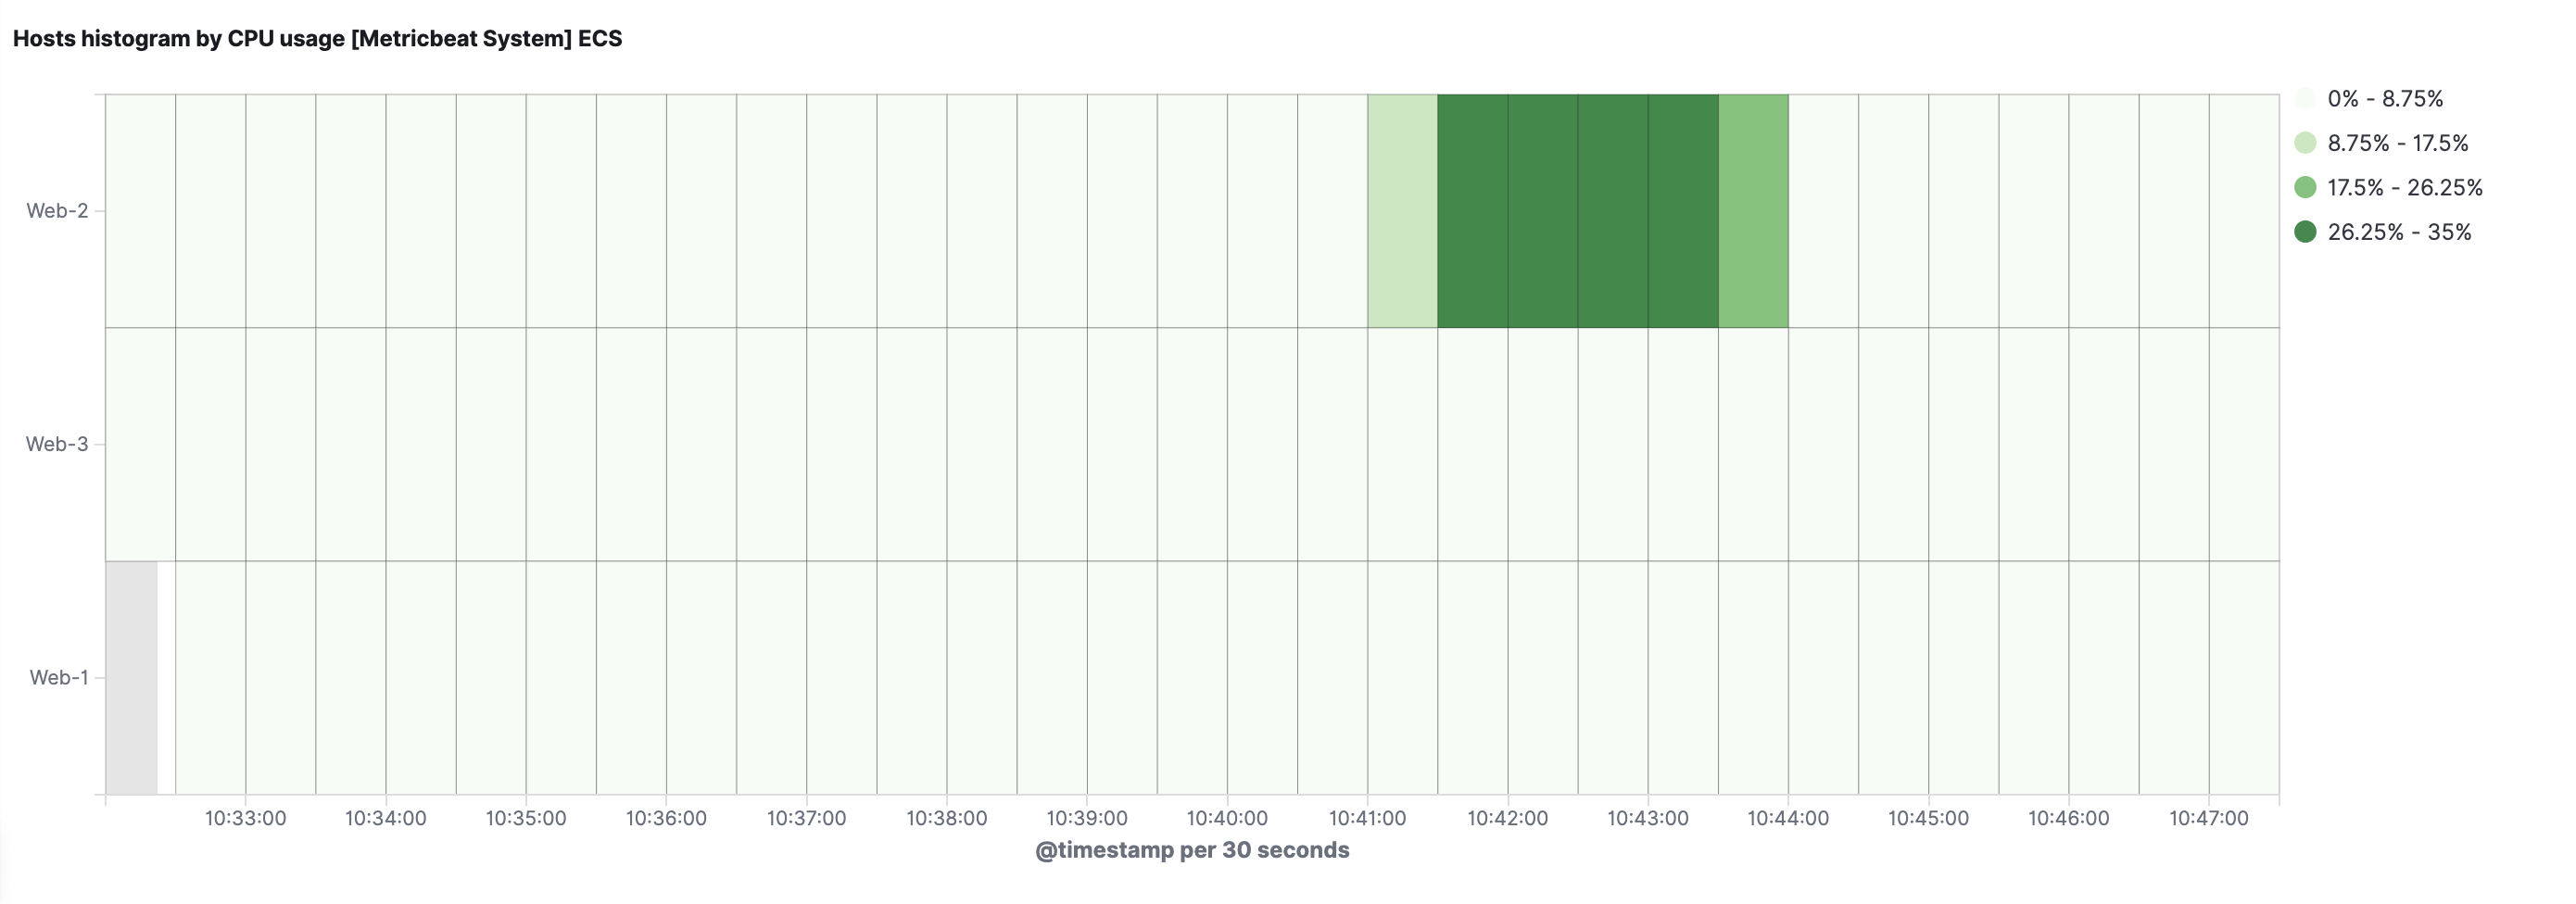 Hosts histogram by CPU usage [Metricbeat System] ECS
0% - 8.75%
8.75% - 17.5%
17.5% - 26.25%
26.25% - 35%
Web-2
Web-3
Web-1
10:33:00 10:34:00 10:35:00 10:36:00 10:37:00 10:38:00 10:39:00 10:40:00 10:41:00 10:42:00 10:43:00 10:44:00 10:45:00 10:46:00 10:47:00
@timestamp per 30 seconds